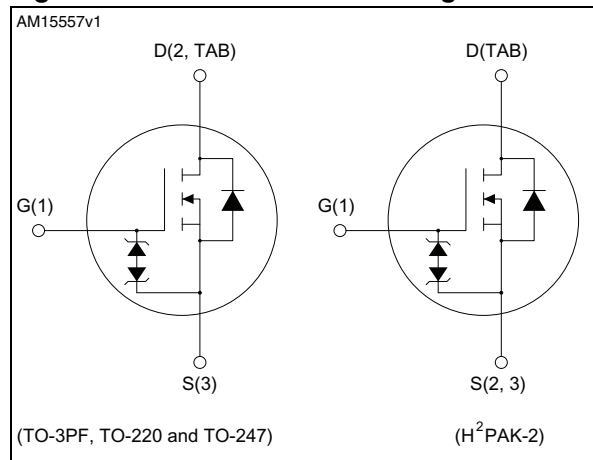 AM15557v1
D(2, TAB)
D(TAB)
G(1)
G(1)
S(3)
S(2, 3)
(TO-3PF, TO-220 and TO-247)
(H²PAK-2)